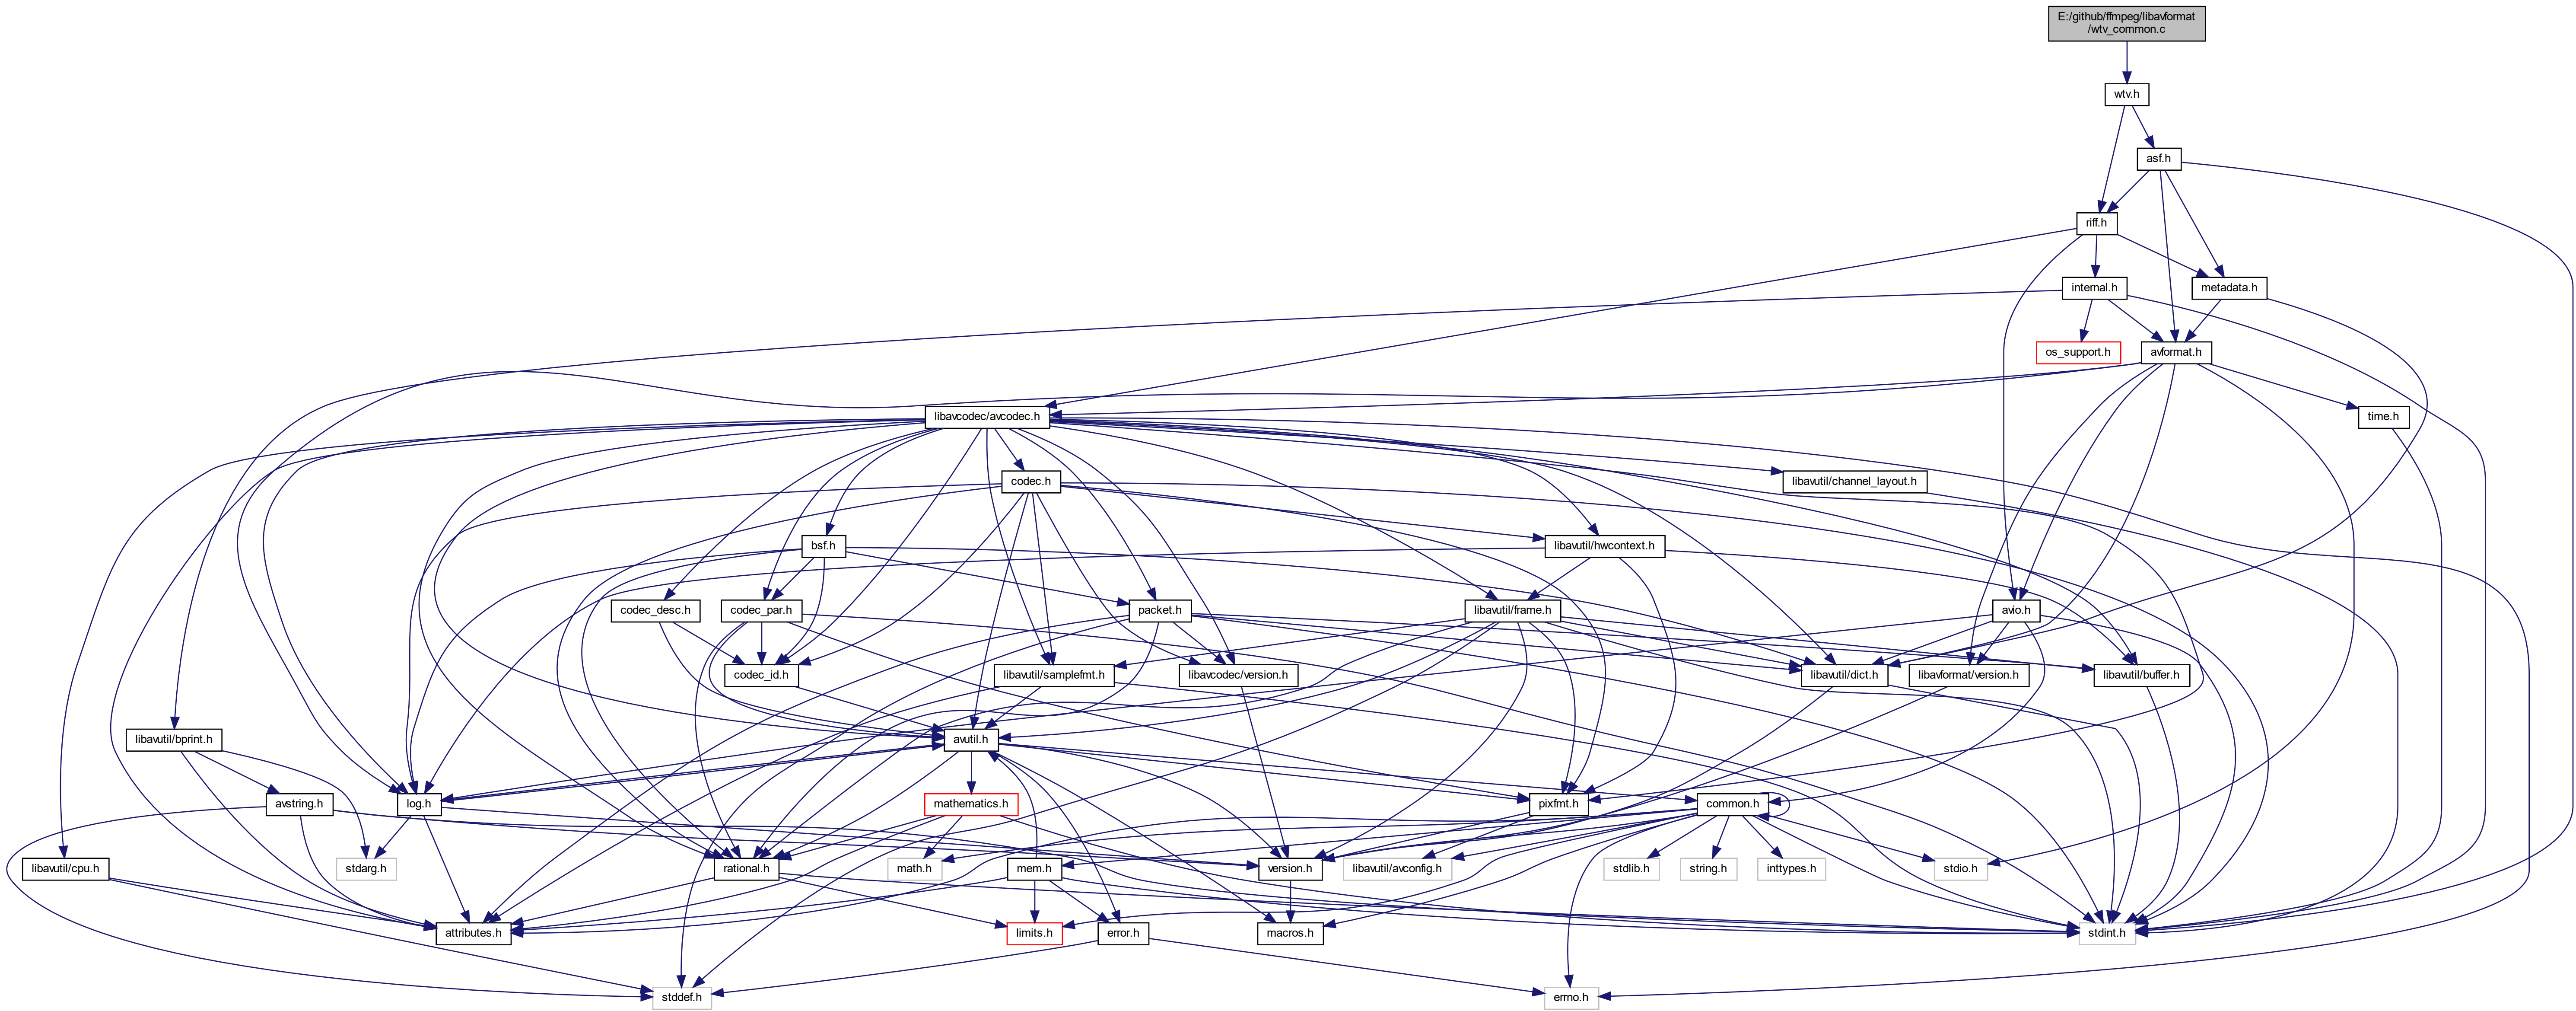 E:/github/ffmpeg/libavformat
/wtv_common.c
wtv.h
asf.h
riff.h
internal.h
metadata.h
os_support.h
avformat.h
libavcodec/avcodec.h
time.h
codec.h
libavutil/channel_layout.h
bsf.h
libavutil/hwcontext.h
codec_desc.h
codec_par.h
packet.h
libavutil/frame.h
avio.h
codec_id.h
libavutil/samplefmt.h
libavcodec/version.h
libavutil/dict.h
libavformat/version.h
libavutil/buffer.h
libavutil/bprint.h
avutil.h
avstring.h
log.h
mathematics.h
pixfmt.h
common.h
libavutil/cpu.h
stdarg.h
rational.h
math.h
mem.h
version.h
libavutil/avconfig.h
stdlib.h
string.h
inttypes.h
stdio.h
attributes.h
limits.h
error.h
macros.h
stdint.h
stddef.h
errno.h